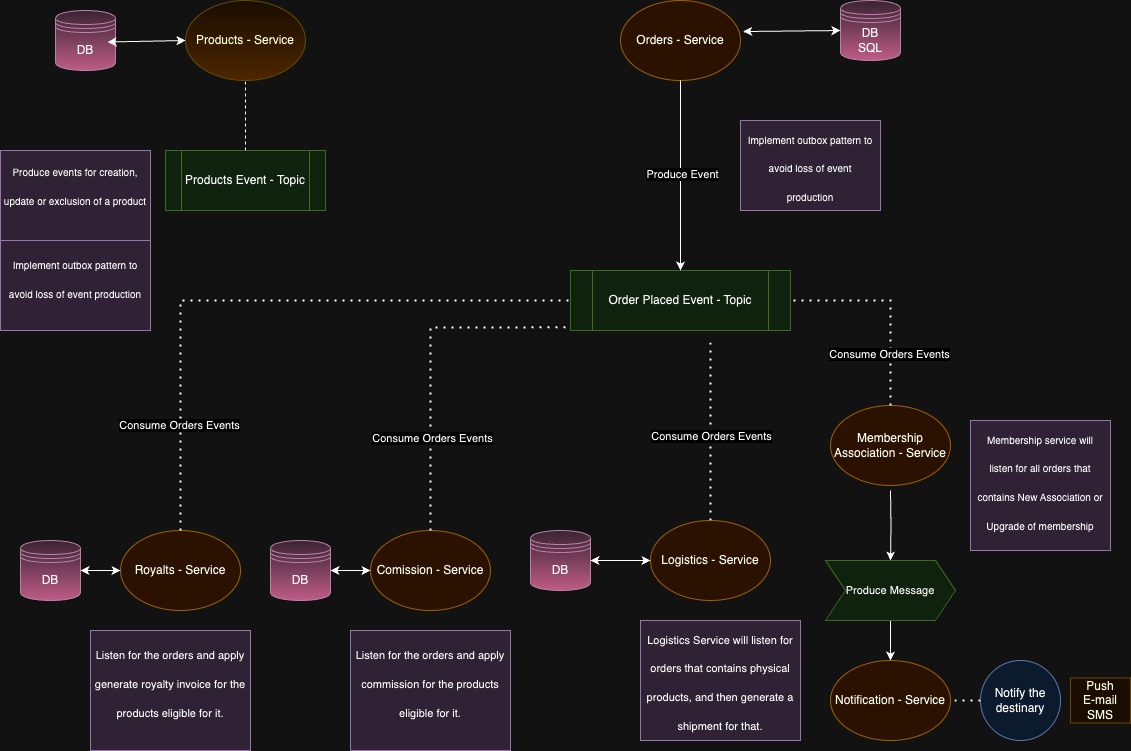 DB
Products - Service
Orders - Service
DB
SQL
Produce events for creation,
update or exclusion of a product
Implement outbox pattern to
avoid loss of event production
Products Event - Topic
Produce Event
Implement outbox pattern to
avoid loss of event
production
Order Placed Event - Topic
Consume Orders Events
Consume Orders Events
Consume Orders Events
Consume Orders Events
Membership
Association - Service
Membership service will
listen for all orders that
contains New Association or
Upgrade of membership
DB
Royalts - Service
DB
Comission - Service
DB
Logistics - Service
Produce Message
Listen for the orders and apply
generate royalty invoice for the
products eligible for it.
Listen for the orders and apply
commission for the products
eligible for it.
Logistics Service will listen for
orders that contains physical
products, and then generate a
shipment for that.
Notification - Service
Notify the
destinary
Push
E-mail
SMS